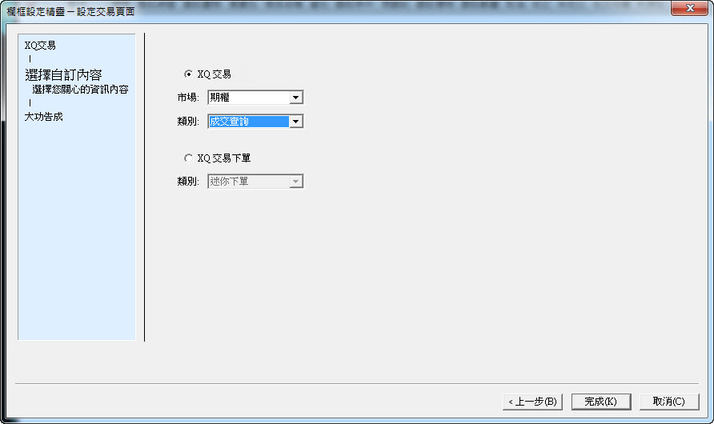 欄框設定精靈－設定交易頁面
XQ交易
選擇自訂內容
選擇您關心的資訊內容
大功告成
XQ 交易
市場: 期權
類別: 成交查詢
XQ 交易下單
類別: 迷你下單
<上一步(B)
完成(K)
取消(C)